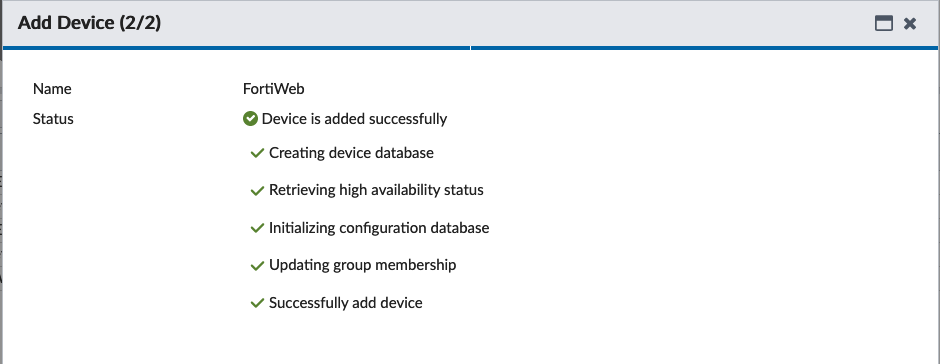 Add Device (2/2)
Name FortiWeb
Status Device is added successfully
Creating device database
Retrieving high availability status
Initializing configuration database
Updating group membership
Successfully add device